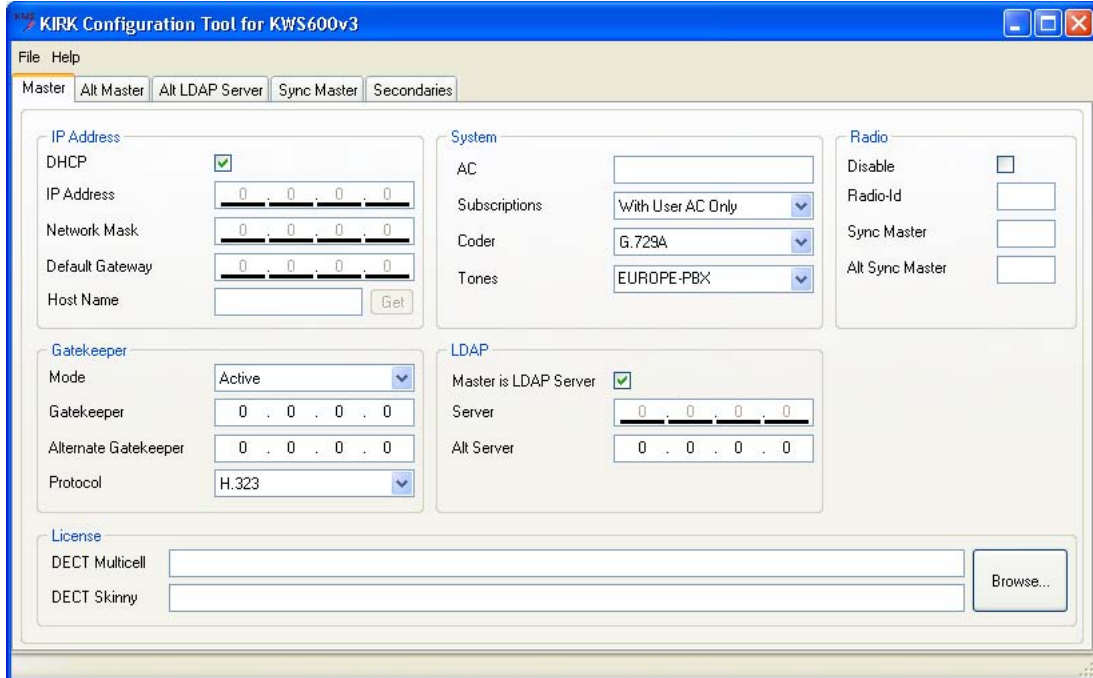 KWS KIRK Configuration Tool for KWS600v3
File Help
Master Alt Master Alt LDAP Server Sync Master Secondaries
IP Address
DHCP
IP Address 0 . 0 . 0 . 0
Network Mask 0 . 0 . 0 . 0
Default Gateway 0 . 0 . 0 . 0
Host Name Get
System
AC
Subscriptions With User AC Only
Coder G.729A
Tones EUROPE-PBX
Radio
Disable
Radio-Id
Sync Master
Alt Sync Master
Gatekeeper
Mode Active
Gatekeeper 0 . 0 . 0 . 0
Alternate Gatekeeper 0 . 0 . 0 . 0
Protocol H.323
LDAP
Master is LDAP Server
Server 0 . 0 . 0 . 0
Alt Server 0 . 0 . 0 . 0
License
DECT Multicell
DECT Skinny
Browse...